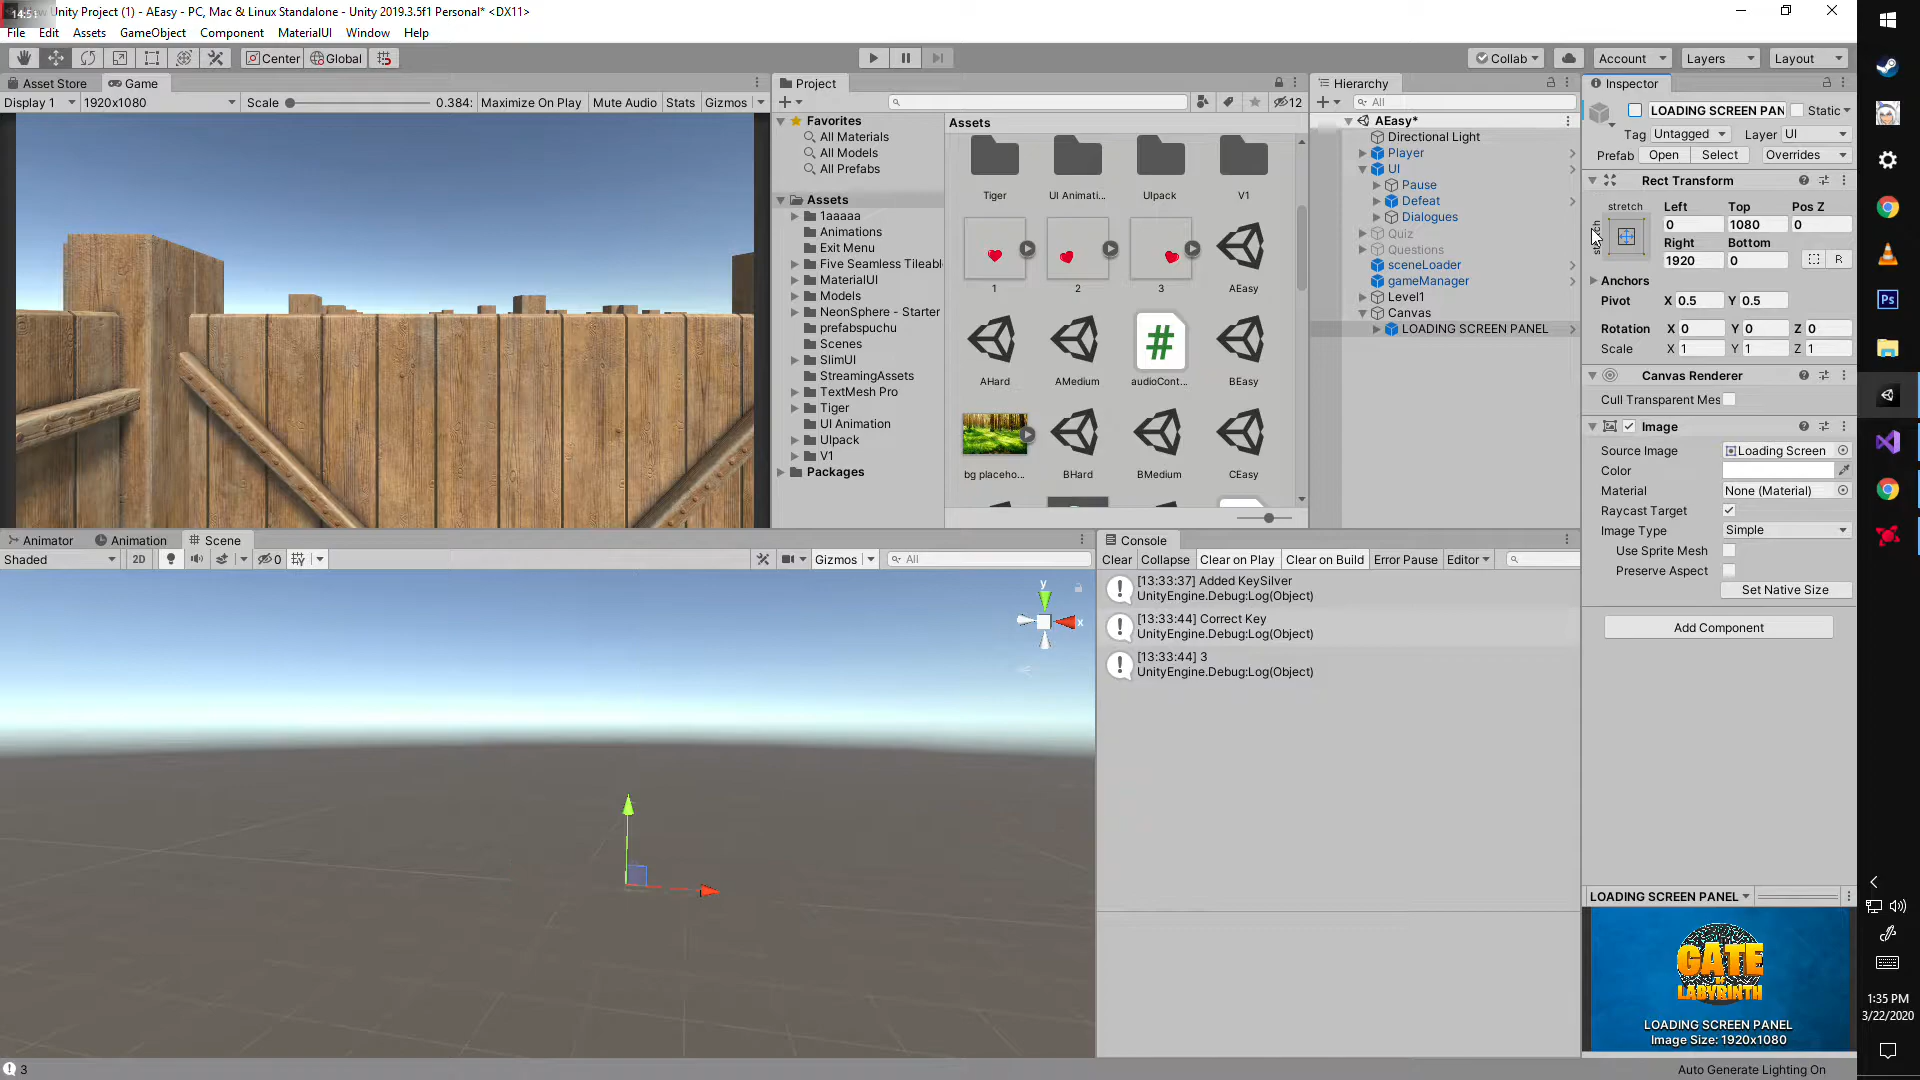 14:51
Unity Project (1) - AEasy - PC, Mac & Linux Standalone - Unity 2019.3.5f1 Personal* <DX11>
File Edit Assets GameObject Component MaterialUI Window Help
Center Global Collab Account Layers Layout
Asset Store Game
Display 1 1920x1080 Scale 0.384: Maximize On Play Mute Audio Stats Gizmos
Project
12
Favorites
All Materials
All Models
All Prefabs
Assets
1aaaaa
Animations
Exit Menu
Five Seamless Tileabl
MaterialUI
Models
NeonSphere - Starter
prefabspuchu
Scenes
SlimUI
StreamingAssets
TextMesh Pro
Tiger
UI Animation
UIpack
V1
Packages
Assets
Tiger UI Animati... UIpack V1
1 2 3 AEasy
AHard AMedium audioCont... BEasy
bg placeho... BHard BMedium CEasy
Hierarchy
All
AEasy*
Directional Light
Player
UI
Pause
Defeat
Dialogues
Quiz
Questions
sceneLoader
gameManager
Level1
Canvas
LOADING SCREEN PANEL
Inspector
LOADING SCREEN PAN Static
Tag Untagged Layer UI
Prefab Open Select Overrides
Rect Transform
stretch Left Top Pos Z
0 1080 0
Right Bottom
1920 0 R
Anchors
Pivot X 0.5 Y 0.5
Rotation X 0 Y 0 Z 0
Scale X 1 Y 1 Z 1
Canvas Renderer
Cull Transparent Mes
Image
Source Image Loading Screen
Color
Material None (Material)
Raycast Target
Image Type Simple
Use Sprite Mesh
Preserve Aspect
Set Native Size
Add Component
LOADING SCREEN PANEL
GATE
LABYRINTH
LOADING SCREEN PANEL
Image Size: 1920x1080
Animator Animation Scene
Shaded 2D 0 Gizmos All
y
x
Console
Clear Collapse Clear on Play Clear on Build Error Pause Editor
[13:33:37] Added KeySilver
UnityEngine.Debug:Log(Object)
[13:33:44] Correct Key
UnityEngine.Debug:Log(Object)
[13:33:44] 3
UnityEngine.Debug:Log(Object)
3
Auto Generate Lighting On
Ps
1:35 PM
3/22/2020